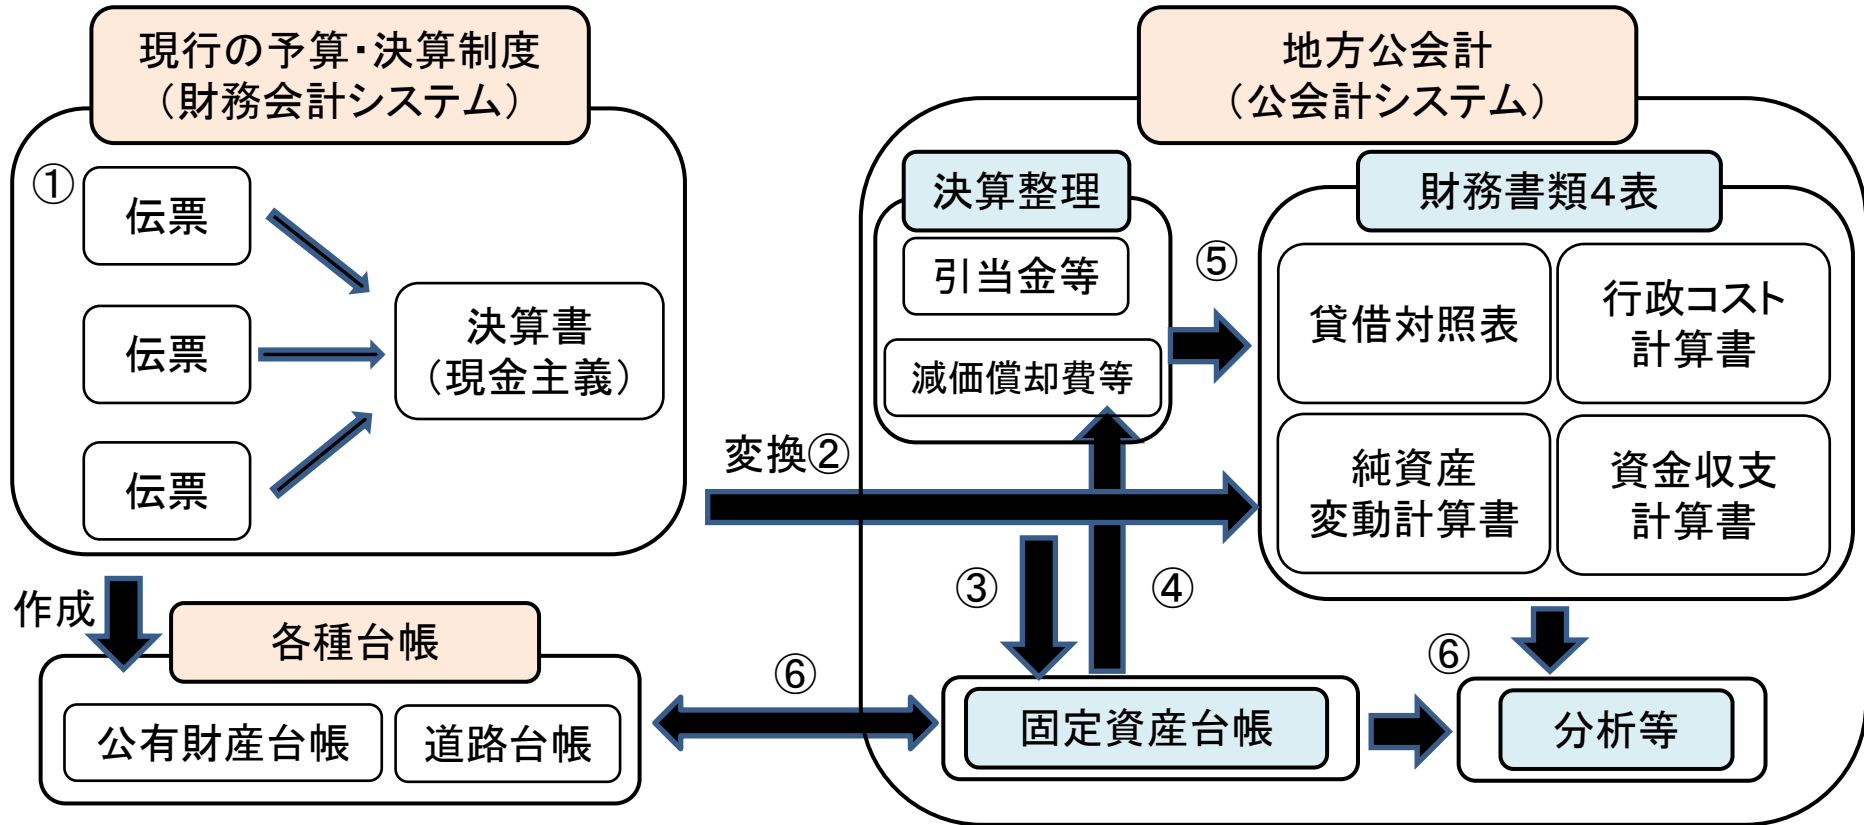 現行の予算・決算制度
（財務会計システム）
①
伝票
伝票
伝票
決算書
（現金主義）
作成
各種台帳
公有財産台帳
道路台帳
変換②
地方公会計
（公会計システム）
決算整理
引当金等
減価償却費等
⑤
財務書類４表
貸借対照表
行政コスト
計算書
純資産
変動計算書
資金収支
計算書
③
④
⑥
固定資産台帳
⑥
分析等